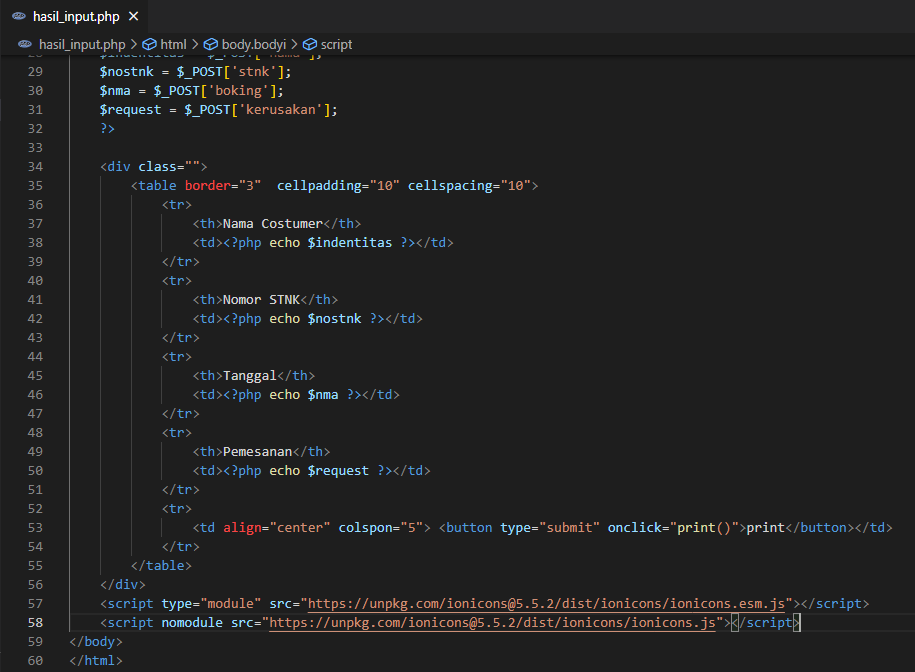 hasil_input.php ×
hasil_input.php > html > body.bodyi > script
28 $indentitas = $_POST['nama'];
29 $nostnk = $_POST['stnk'];
30 $nma = $_POST['boking'];
31 $request = $_POST['kerusakan'];
32 ?>
33
34 <div class="">
35 <table border="3"  cellpadding="10" cellspacing="10">
36 <tr>
37 <th>Nama Costumer</th>
38 <td><?php echo $indentitas ?></td>
39 </tr>
40 <tr>
41 <th>Nomor STNK</th>
42 <td><?php echo $nostnk ?></td>
43 </tr>
44 <tr>
45 <th>Tanggal</th>
46 <td><?php echo $nma ?></td>
47 </tr>
48 <tr>
49 <th>Pemesanan</th>
50 <td><?php echo $request ?></td>
51 </tr>
52 <tr>
53 <td align="center" colspon="5"> <button type="submit" onclick="print()">print</button></td>
54 </tr>
55 </table>
56 </div>
57 <script type="module" src="https://unpkg.com/ionicons@5.5.2/dist/ionicons/ionicons.esm.js"></script>
58 <script nomodule src="https://unpkg.com/ionicons@5.5.2/dist/ionicons/ionicons.js"></script>
59 </body>
60 </html>